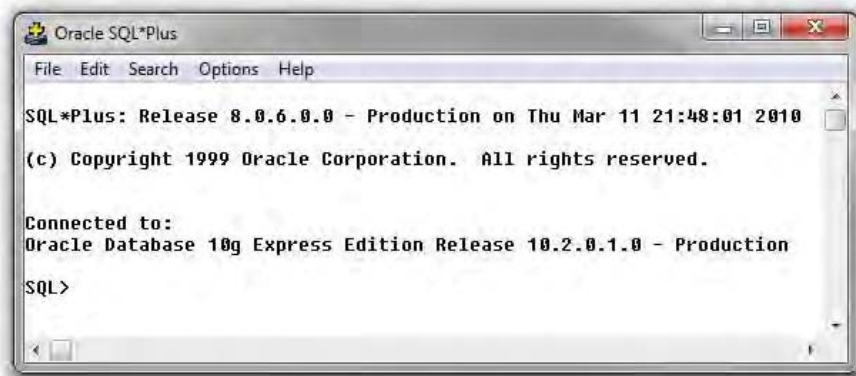 Oracle SQL*Plus
File Edit Search Options Help
SQL*Plus: Release 8.0.6.0.0 - Production on Thu Mar 11 21:48:01 2010
(c) Copyright 1999 Oracle Corporation.  All rights reserved.
Connected to:
Oracle Database 10g Express Edition Release 10.2.0.1.0 - Production
SQL>